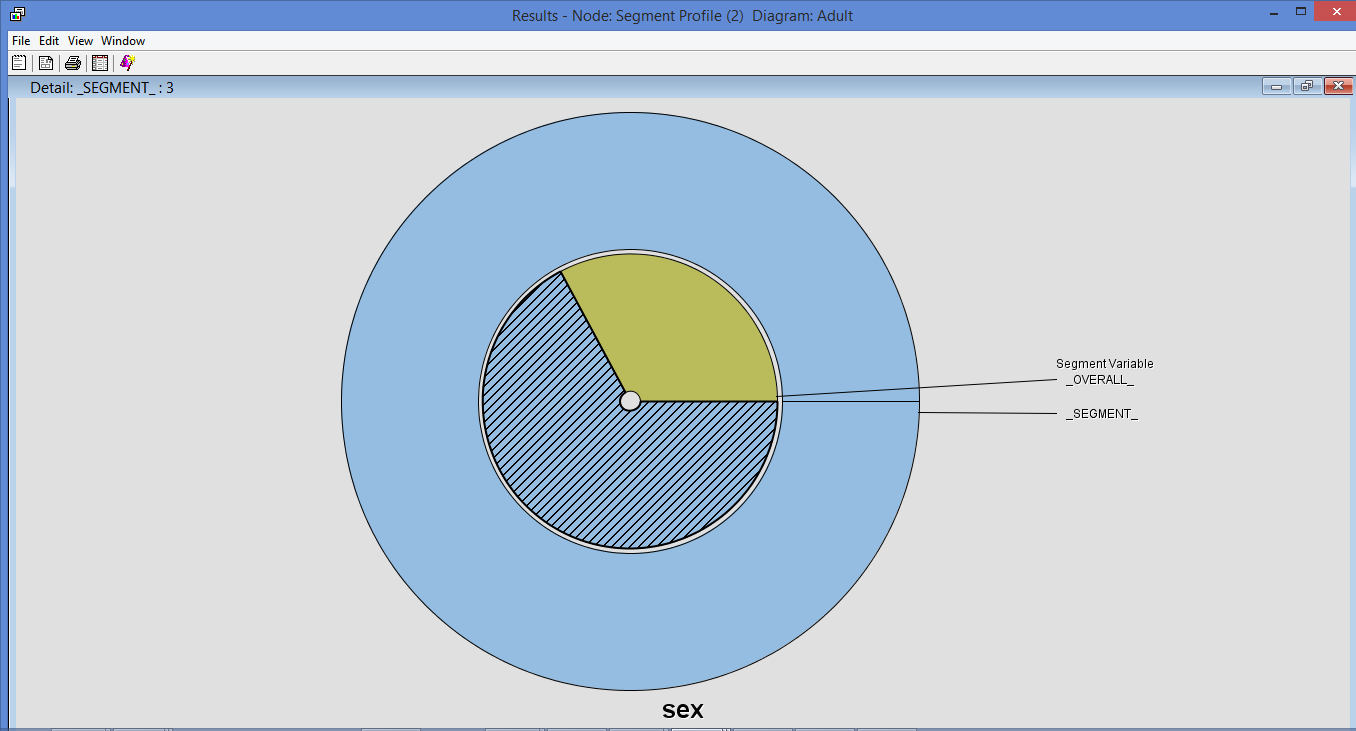 Results - Node: Segment Profile (2)  Diagram: Adult
File Edit View Window
Detail: _SEGMENT_ : 3
Segment Variable
_OVERALL_
_SEGMENT_
sex